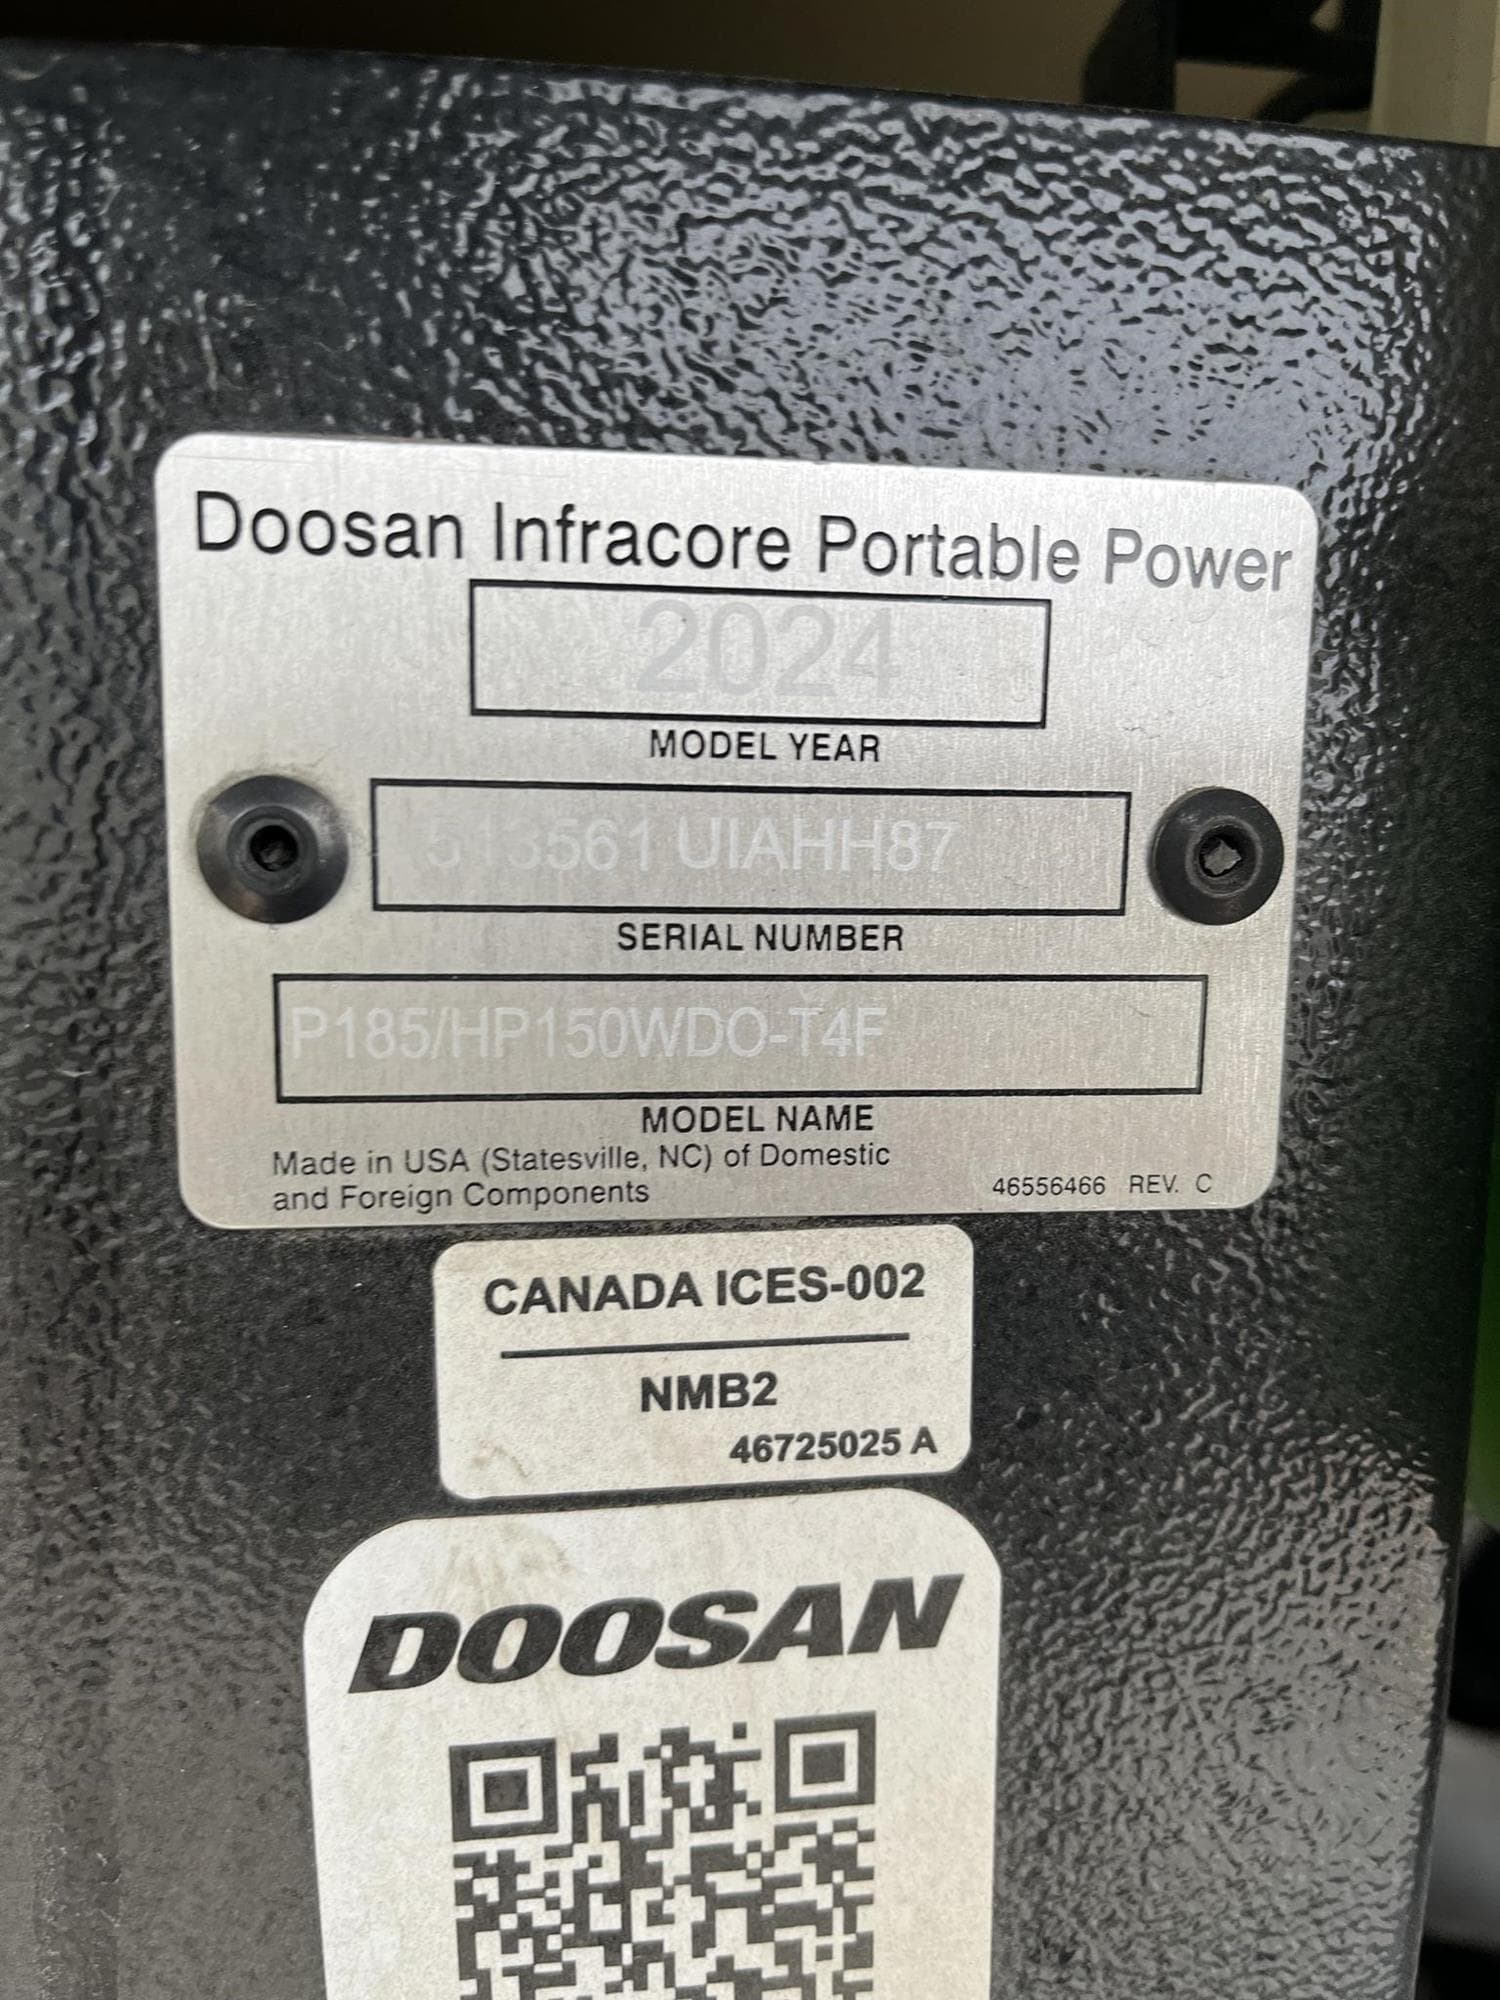 Doosan Infracore Portable Power
2024
MODEL YEAR
561 UIAHH87
SERIAL NUMBER
P185/HP150WDO-T4F
MODEL NAME
Made in USA (Statesville, NC) of Domestic
and Foreign Components
46556466 REV. C
CANADA ICES-002
NMB2
46725025 A
DOOSAN